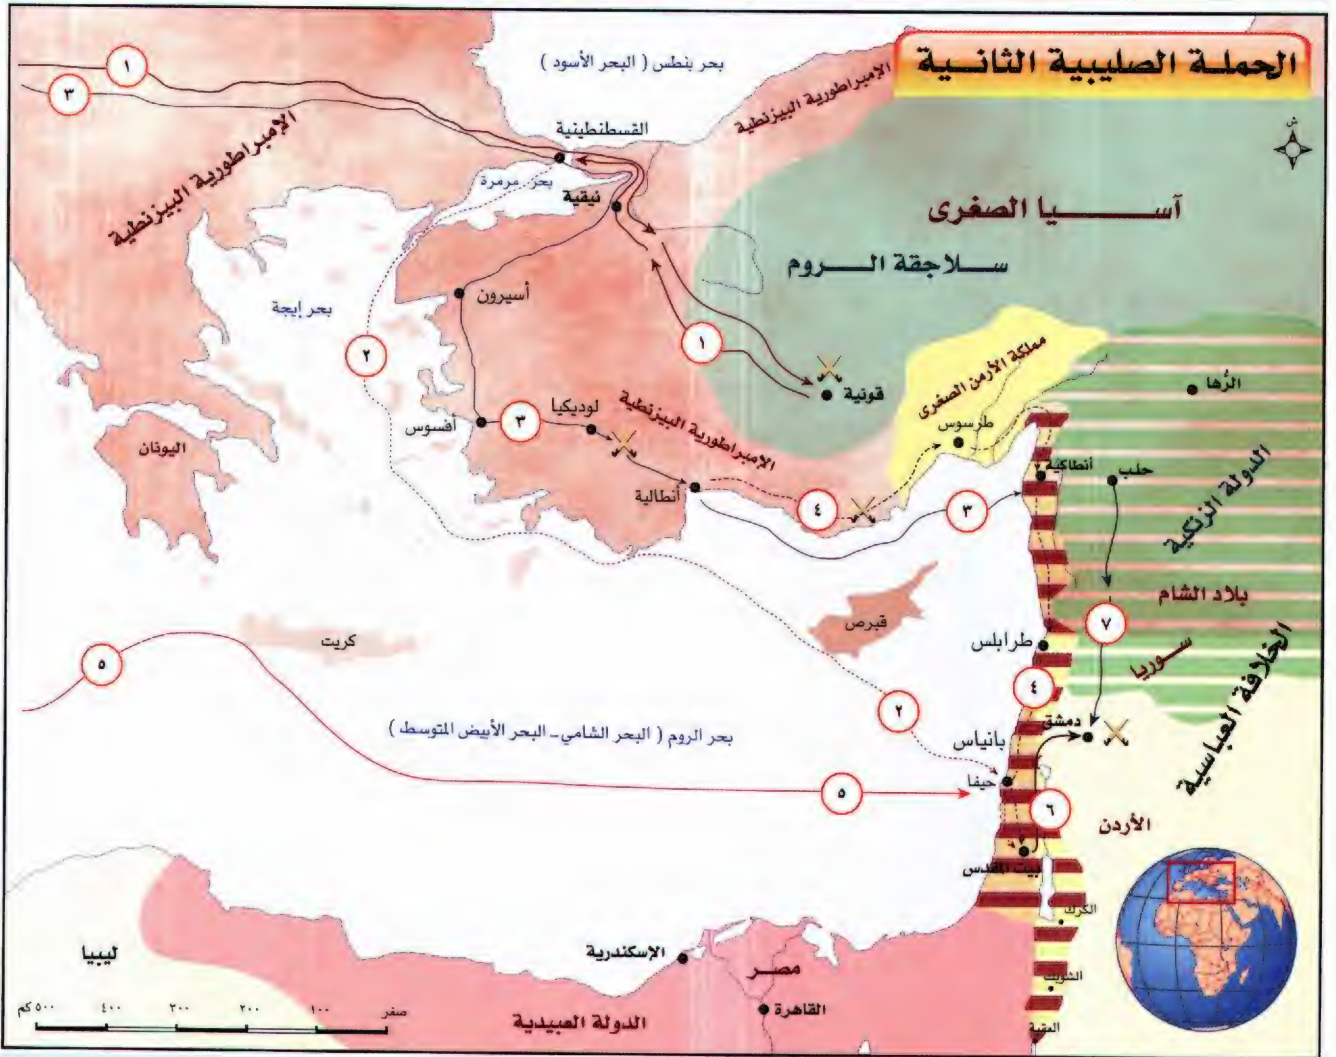 الحملة الصليبية الثانية
بحر بنطس ( البحر الأسود )
الإمبراطورية البيزنطية
١
٣
القسطنطينية
الإمبراطورية البيزنطية
بحر مرمرة
نيقية
ش
آسيا الصغرى
سلاجقة الروم
أسيرون
بحر إيجة
٢
١
مملكة الأرمن الصغرى
قونية
الرُّها
لوديكيا
٣
أفسوس
الإمبراطورية البيزنطية
طرسوس
اليونان
أنطاكية
حلب
الدولة الزنكية
أنطالية
٤
٣
بلاد الشام
قبرص
٧
كريت
طرابلس
سوريا
٥
٤
الخلافة العباسية
٢
دمشق
بحر الروم ( البحر الشامي - البحر الأبيض المتوسط )
بانياس
حيفا
٥
٦
الأردن
بيت المقدس
الكرك
الإسكندرية
ليبيا
مصر
الشوبك
صفر ١٠٠ ٢٠٠ ٣٠٠ ٤٠٠ ٥٠٠ كم
القاهرة
الدولة العبيدية
العقبة